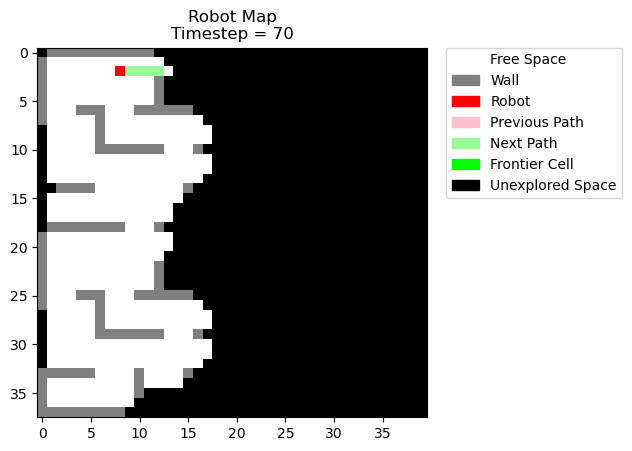 Robot Map
Timestep = 70
0
5
10
15
20
25
30
35
0
5
10
15
20
25
30
35
Free Space
Wall
Robot
Previous Path
Next Path
Frontier Cell
Unexplored Space